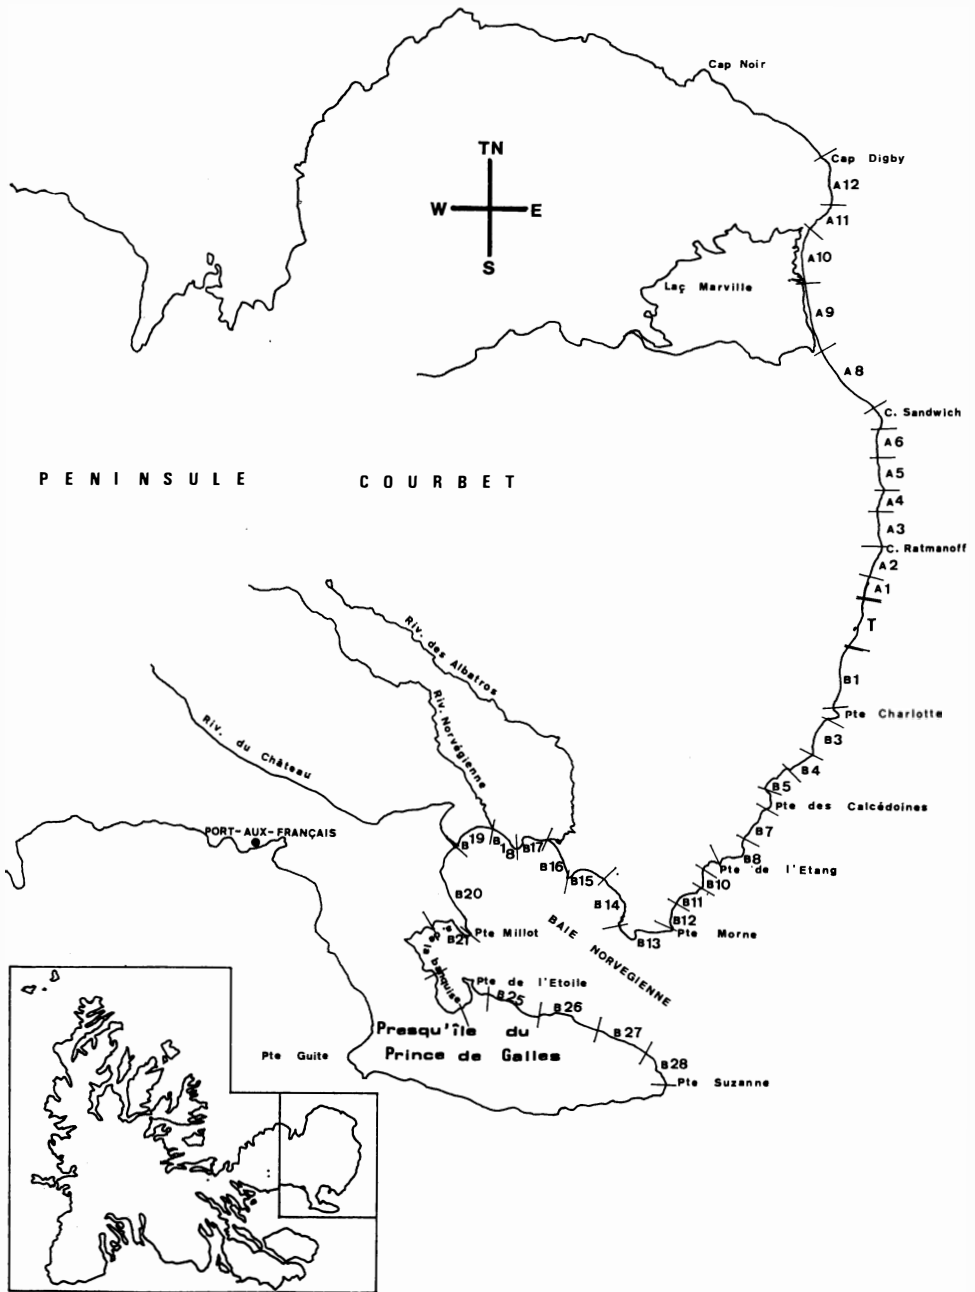 Cap Noir
TN
Cap Digby
A12
W E
A11
S
A10
Laç Marville
A9
A8
C. Sandwich
A6
PENINSULE COURBET
A5
A4
A3
C. Ratmanoff
A2
A1
T
Riv. des Albatros
B1
Riv. Norvégienne
Pte Charlotte
Riv. du Château
B3
B4
B5
Pte des Calcédoines
PORT-AUX-FRANÇAIS
B7
B19
B18
B17
B8
B16
Pte de l'Etang
B15
B10
B20
B14
B11
B12
Pte Millot
B21
Pte Morne
B13
BAIE NORVEGIENNE
la banquise
Pte de l'Etoile
B25
B26
Presqu'île du
Prince de Galles
B27
Pte Guite
B28
Pte Suzanne